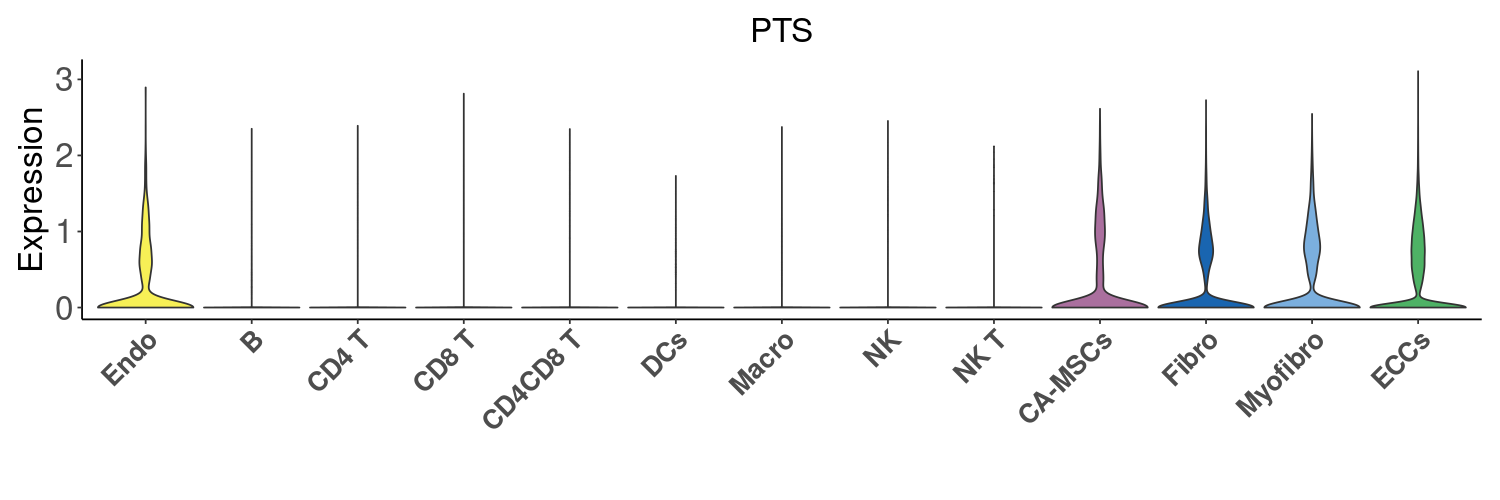 PTS
Expression
3
2
1
0
Endo
B
CD4 T
CD8 T
CD4CD8 T
DCs
Macro
NK
NK T
CA-MSCs
Fibro
Myofibro
ECCs